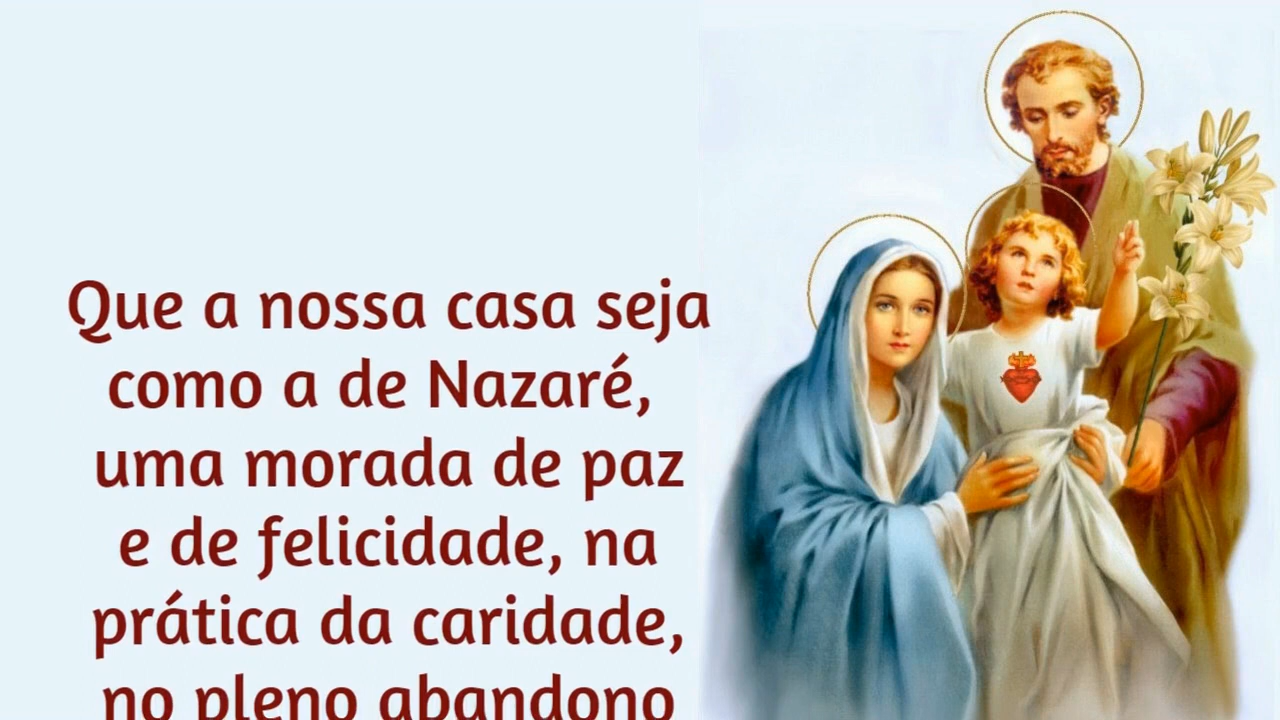 Que a nossa casa seja
como a de Nazaré,
uma morada de paz
e de felicidade, na
prática da caridade,
no pleno abandono